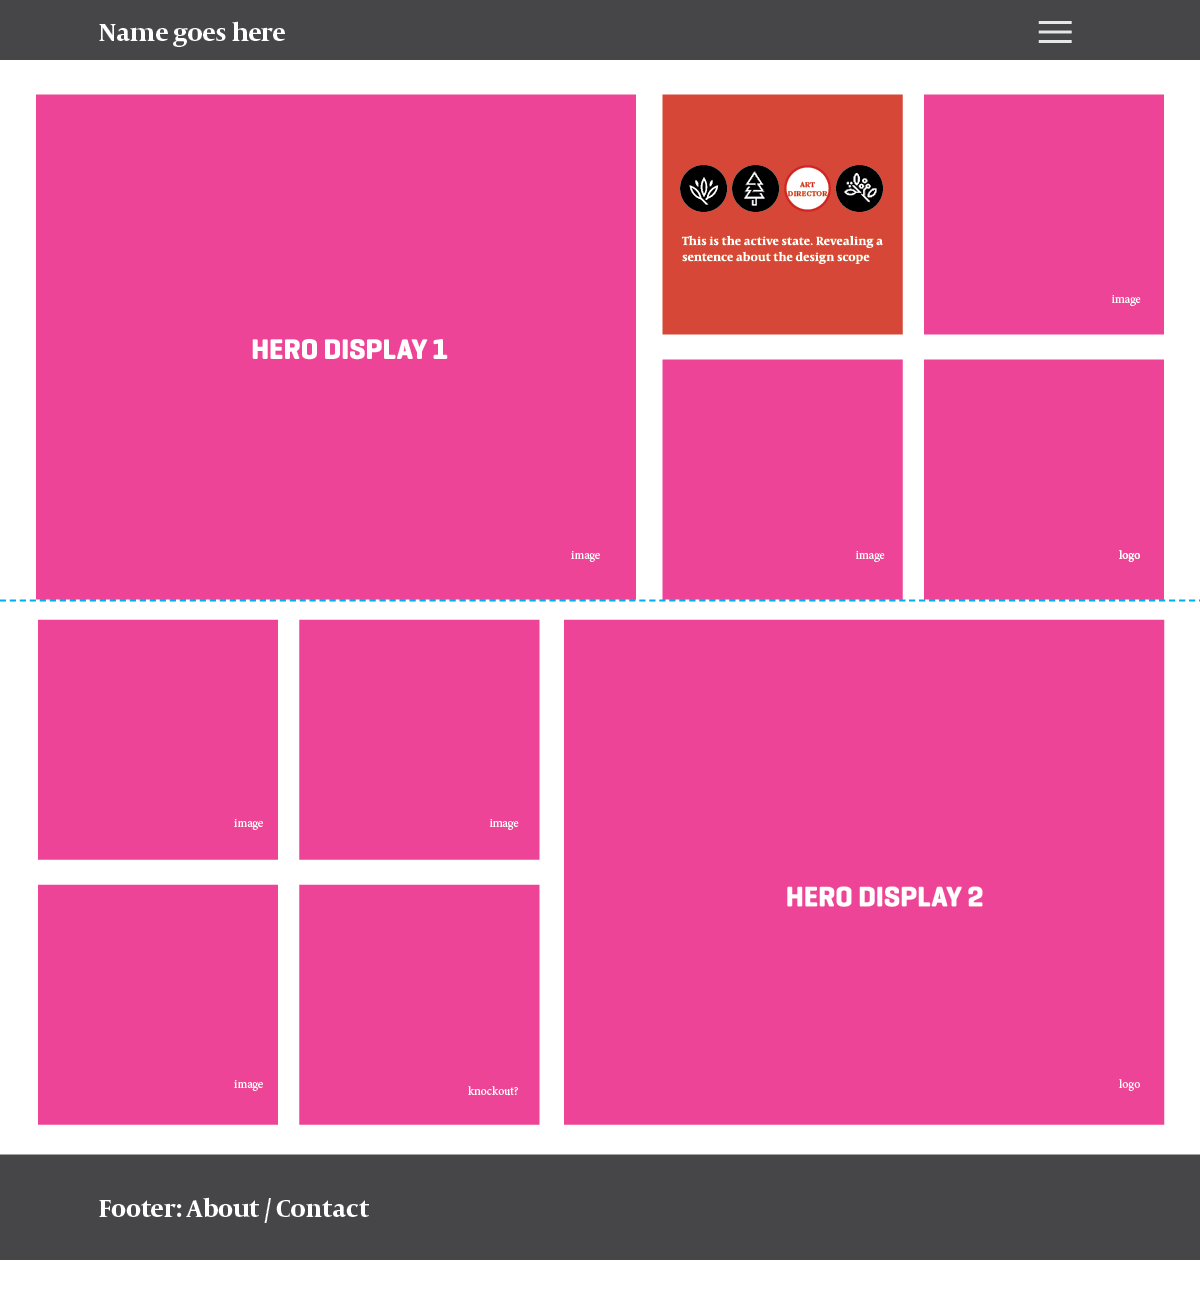 Name goes here
HERO DISPLAY 1
image
ART
DIRECTOR
This is the active state. Revealing a
sentence about the design scope
image
image
logo
image
image
image
knockout?
HERO DISPLAY 2
logo
Footer: About / Contact